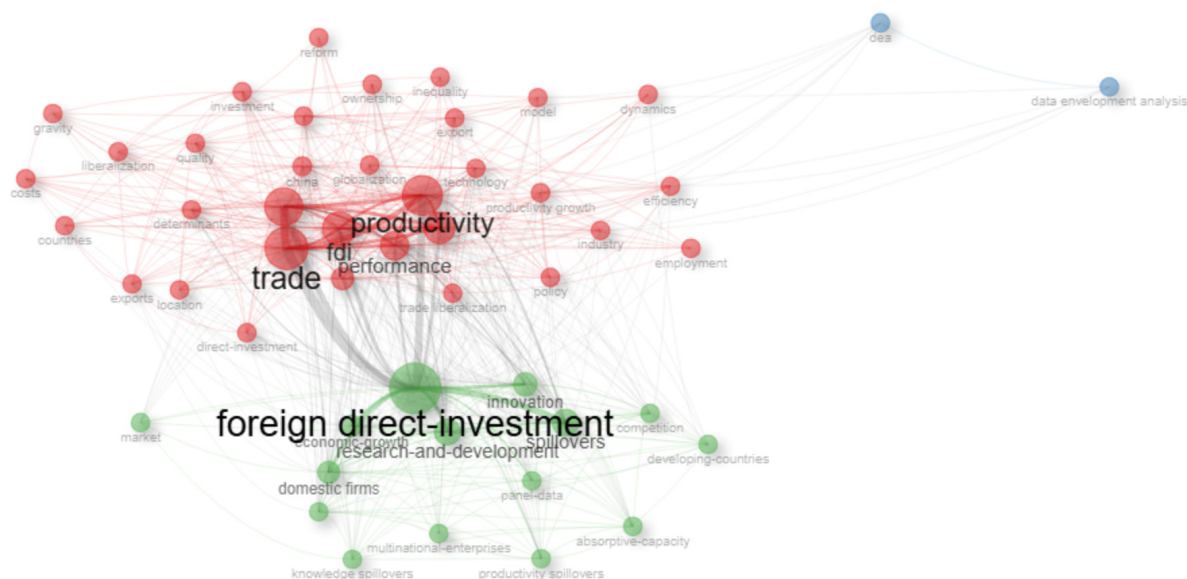 dea
reform
inequality
ownership
data envelopment analysis
investment
dynamics
model
gravity
export
liberalization
quality
china
globalization
technology
costs
productivity growth
efficiency
determinants
productivity
countries
industry
fdi
performance
employment
trade
exports
location
policy
trade liberalization
direct-investment
innovation
foreign direct-investment
market
economic-growth
spillovers
competition
research-and-development
developing-countries
domestic firms
panel-data
multinational-enterprises
absorptive-capacity
knowledge spillovers
productivity spillovers